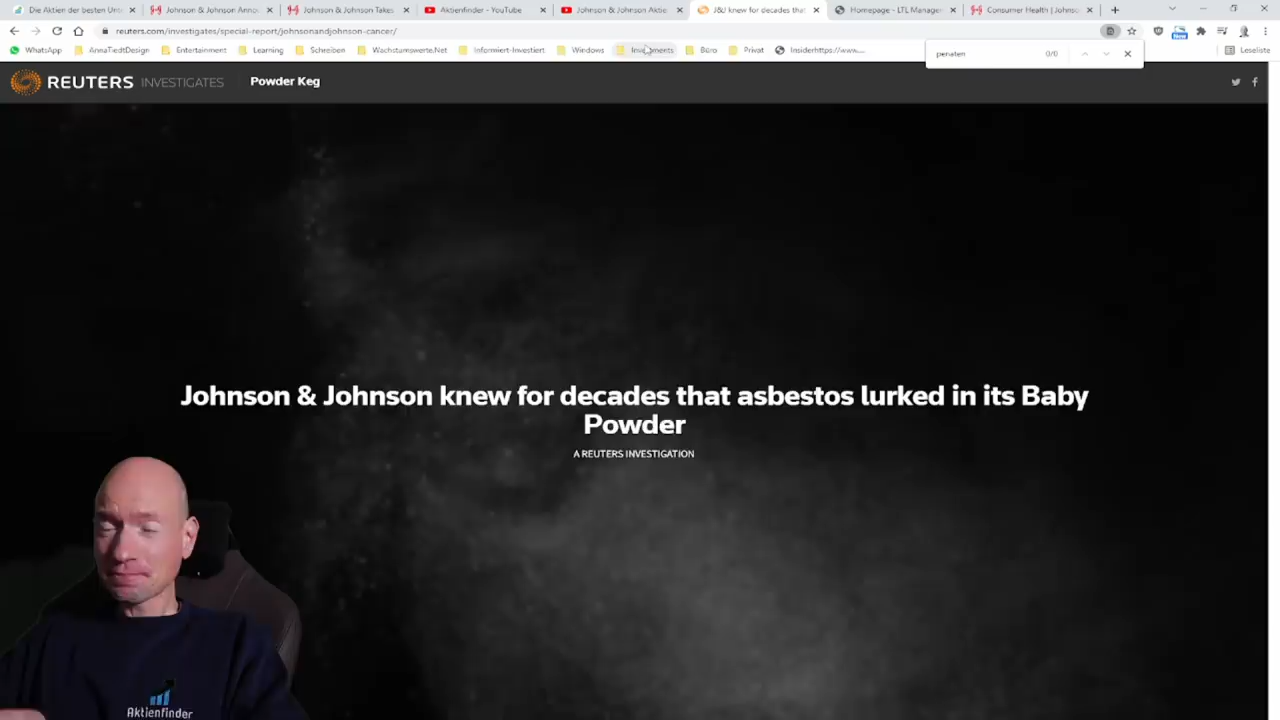 Die Aktien der besten Unt
Johnson & Johnson Anno
Johnson & Johnson Takes
Aktienfinder - YouTube
Johnson & Johnson Aktie
J&J knew for decades that
Homepage - LTL Manage
Consumer Health | Johns
reuters.com/investigates/special-report/johnsonandjohnson-cancer/
WhatsApp
AnnaTiedtDesign
Entertainment
Learning
Schreiben
Wachstumswerte.Net
Informiert-Investiert
Windows
Investments
Büro
Privat
Insiderhttps://www....
Leseliste
penaten
0/0
New
REUTERS INVESTIGATES
Powder Keg
Johnson & Johnson knew for decades that asbestos lurked in its Baby
Powder
A REUTERS INVESTIGATION
Aktienfinder